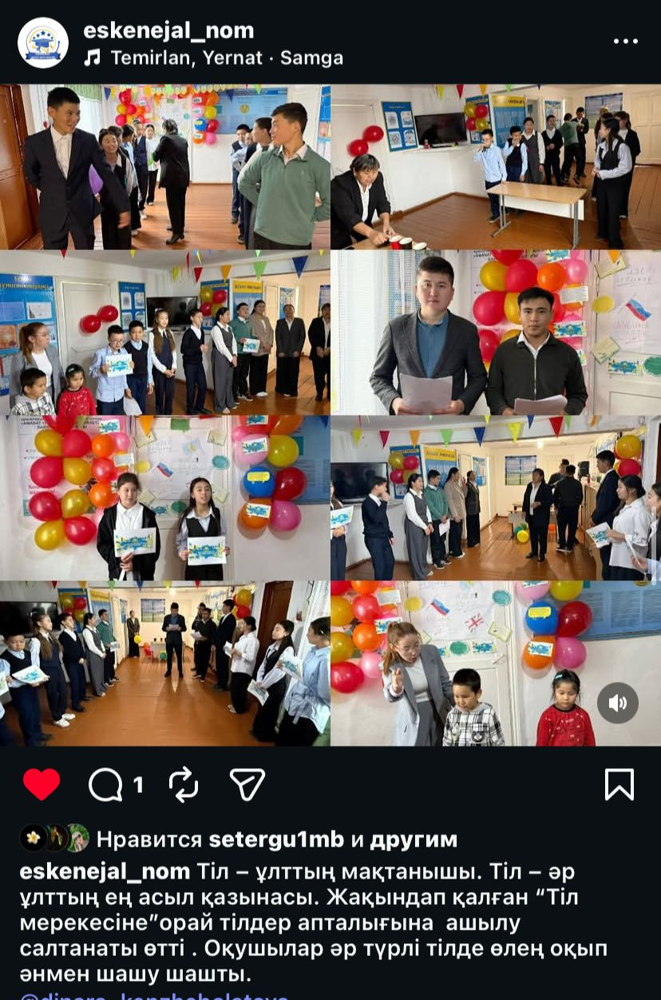 eskenejal_nom
Temirlan, Yernat · Samga
1
Нравится setergu1mb и другим
eskenejal_nom Тіл – ұлттың мақтанышы. Тіл – әр
ұлттың ең асыл қазынасы. Жақындап қалған “Тіл
мерекесіне”орай тілдер апталығына ашылу
салтанаты өтті . Оқушылар әр түрлі тілде өлең оқып
әнмен шашу шашты.